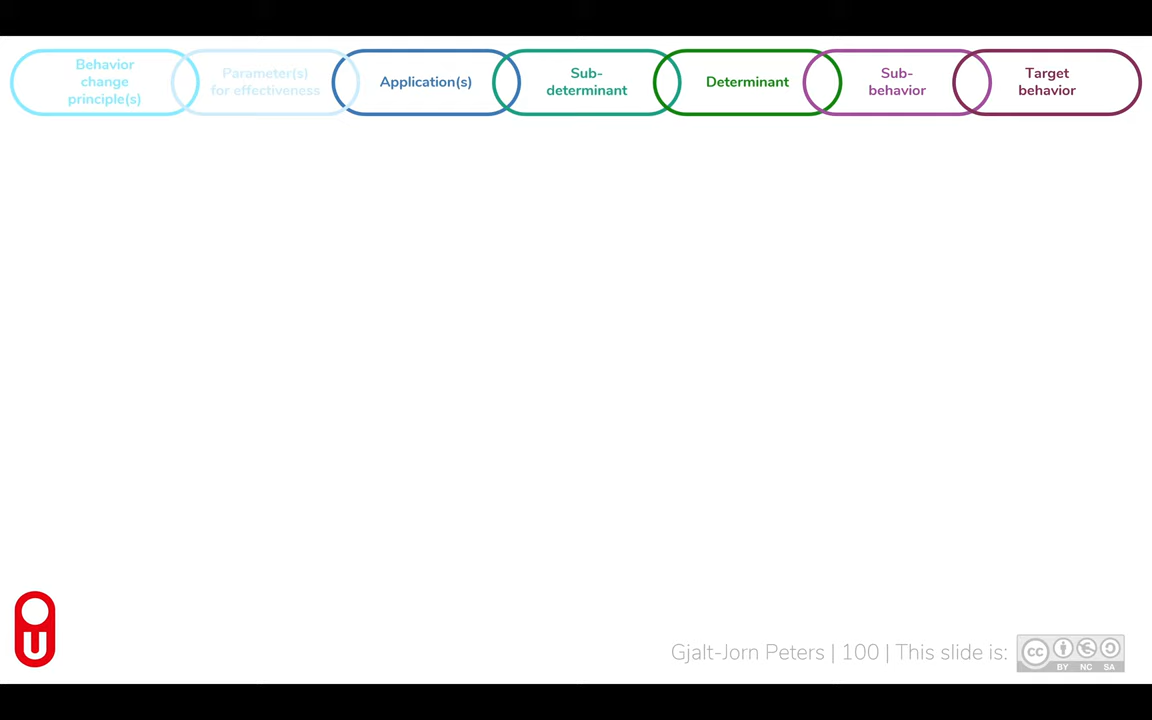 Behavior
change
principle(s)
Parameter(s)
for effectiveness
Application(s)
Sub-
determinant
Determinant
Sub-
behavior
Target
behavior
U
Gjalt-Jorn Peters | 100 | This slide is:
cc
BY NC SA